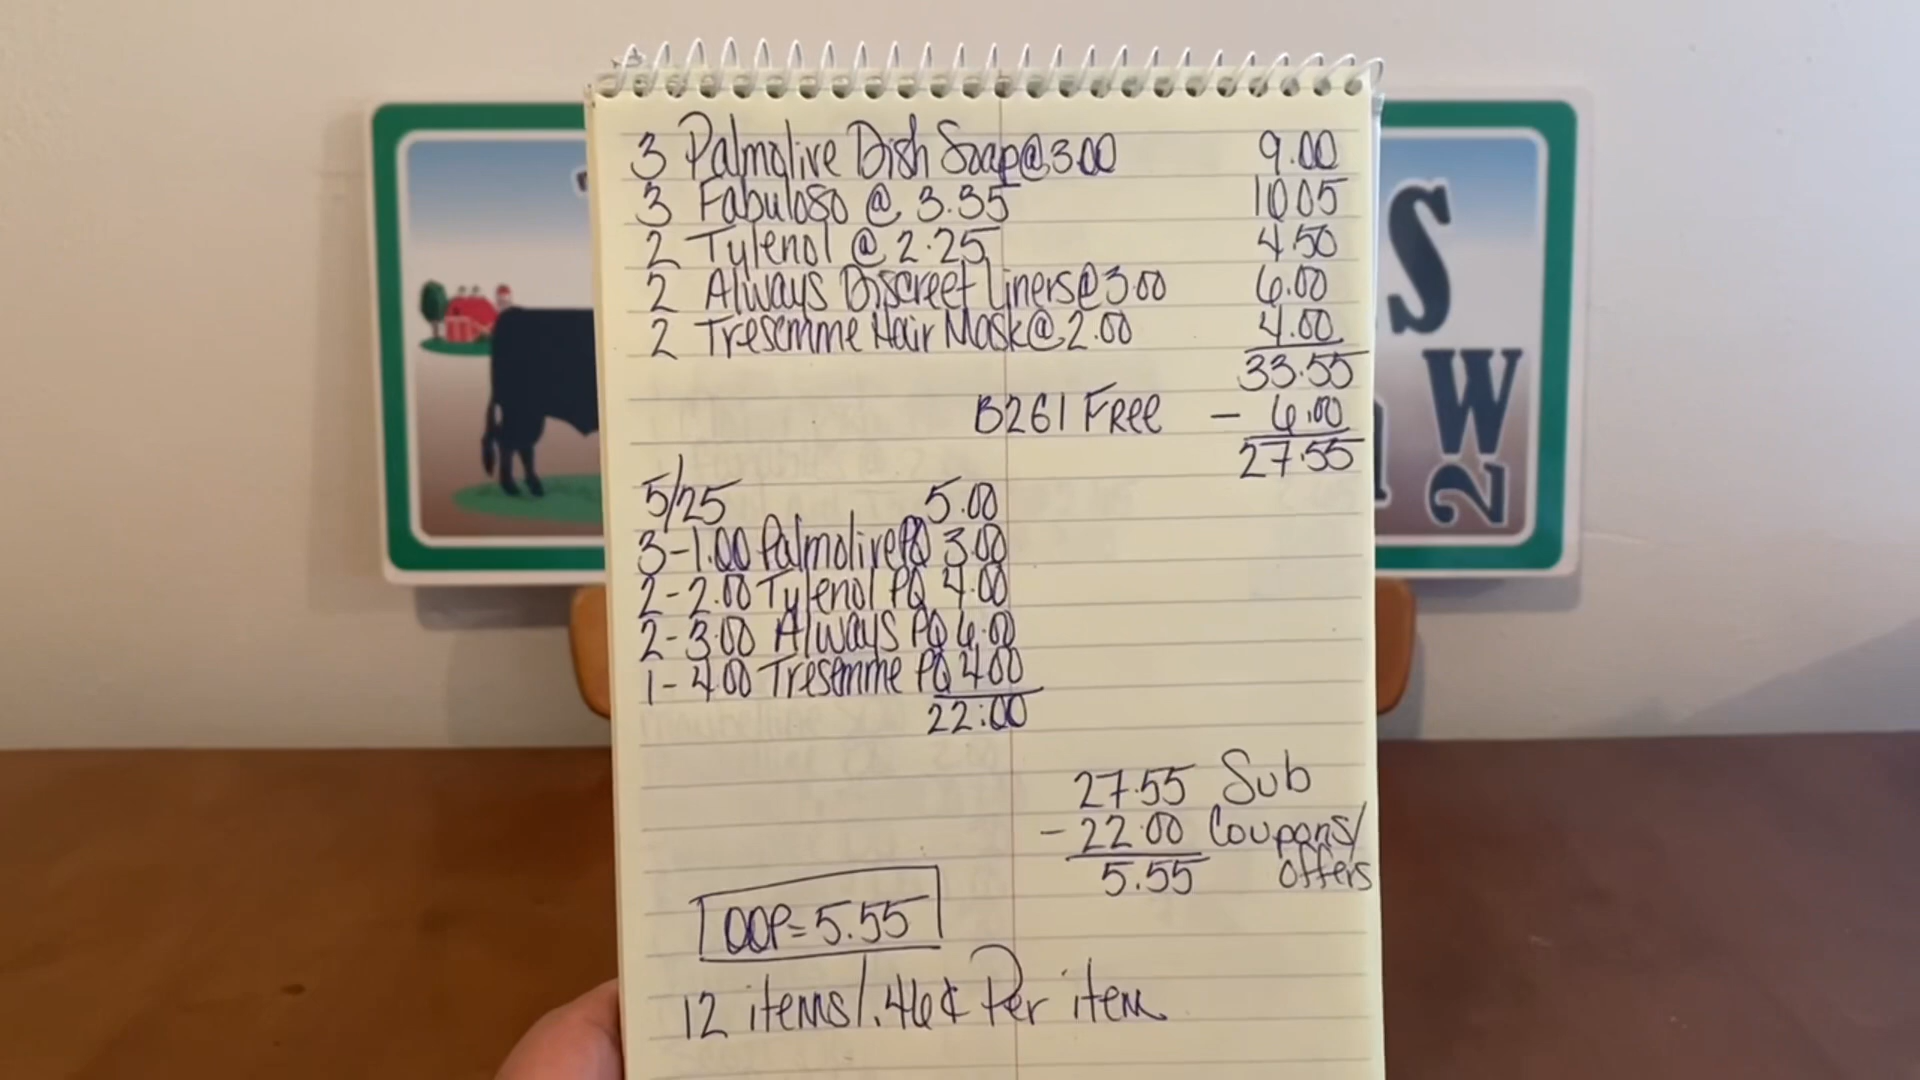 3 Palmolive Dish Soap@3.00 9.00
3 Fabuloso @ 3.35 10.05
2 Tylenol @ 2.25 4.50
2 Always Discreet Liners@3.00 6.00
2 Tresemme Hair Mask@2.00 4.00
33.55
B2G1 Free - 6.00
27.55
5/25 5.00
3-1.00 Palmolive PQ 3.00
2-2.00 Tylenol PQ 4.00
2-3.00 Always PQ 6.00
1-4.00 Tresemme PQ 4.00
22.00
27.55 Sub
- 22.00 Coupons/
5.55 Offers
OOP=5.55
12 items/.46¢ Per item
S
W
2